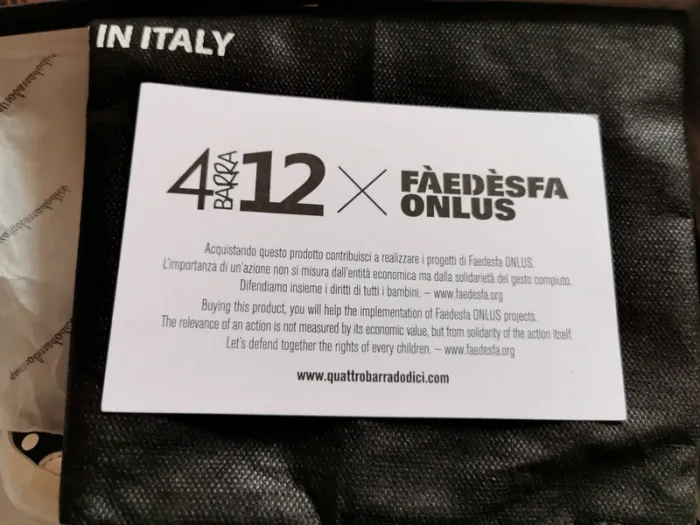 IN ITALY
4 BARRA 12 X FÀEDÈSFA
ONLUS
Acquistando questo prodotto contribuisci a realizzare i progetti di Faedesfa ONLUS.
L'importanza di un'azione non si misura dall'entità economica ma dalla solidarietà del gesto compiuto.
Difendiamo insieme i diritti di tutti i bambini. – www.faedesfa.org
Buying this product, you will help the implementation of Faedesfa ONLUS projects.
The relevance of an action is not measured by its economic value, but from solidarity of the action itself.
Let's defend together the rights of every children. – www.faedesfa.org
www.quattrobarradodici.com